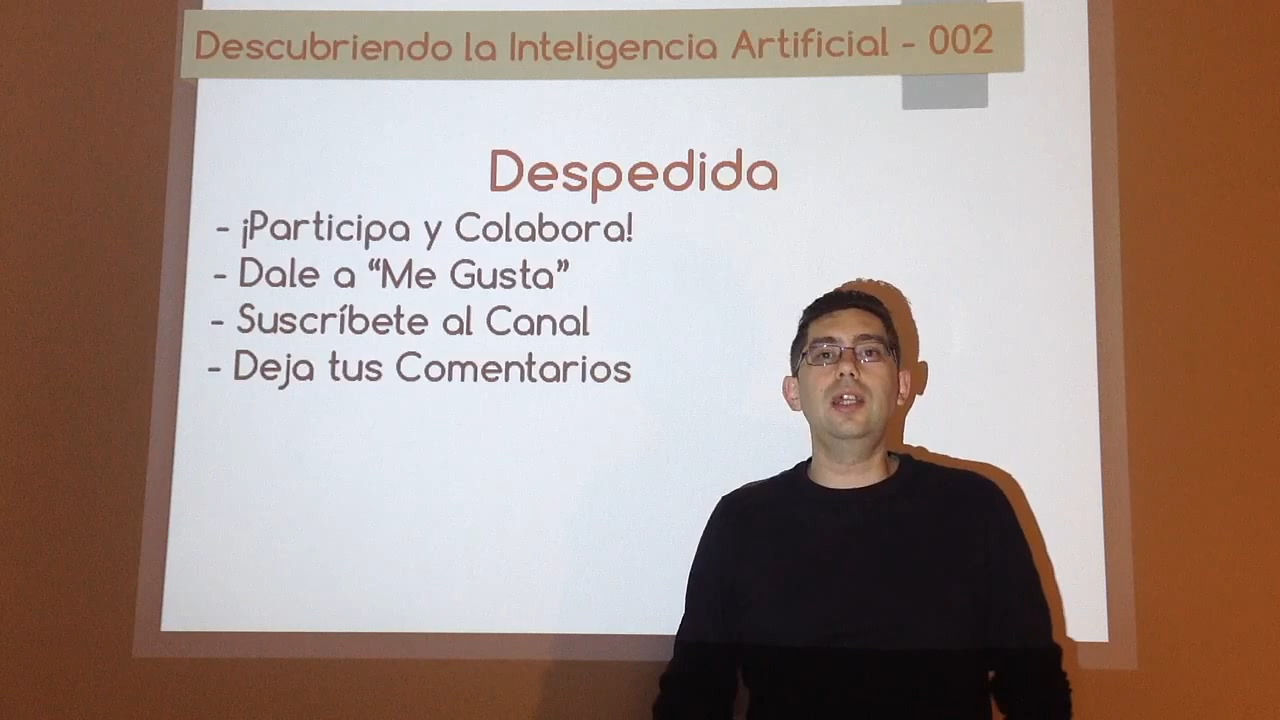 Descubriendo la Inteligencia Artificial - 002
Despedida
- ¡Participa y Colabora!
- Dale a “Me Gusta”
- Suscríbete al Canal
- Deja tus Comentarios